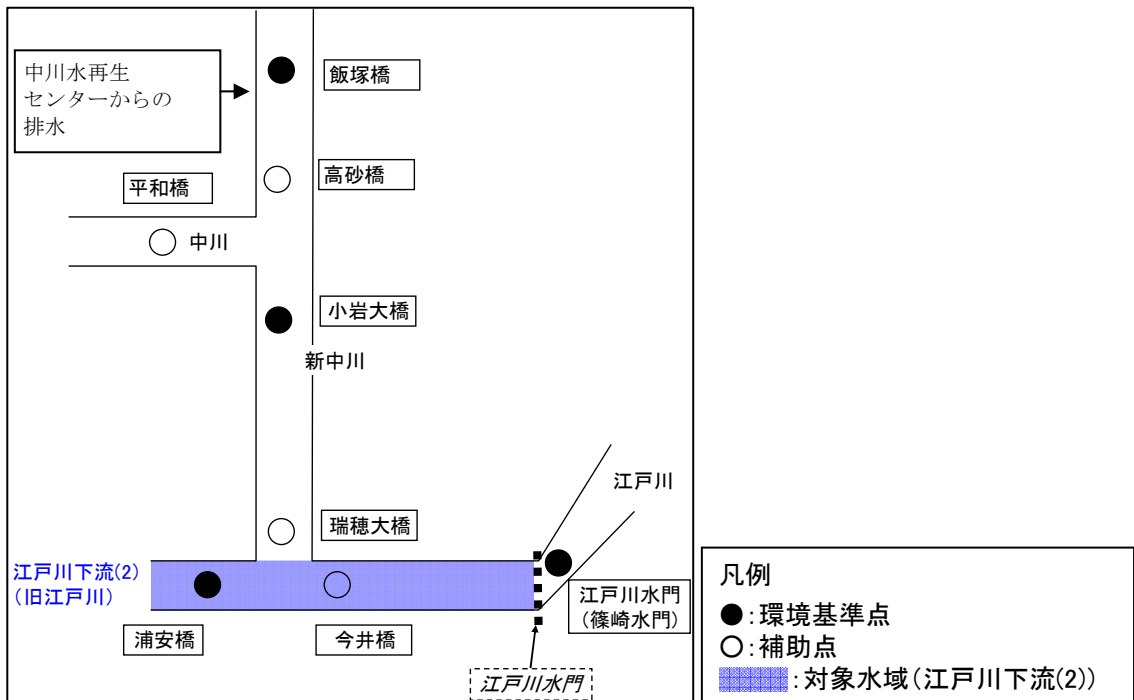 中川水再生
センターからの
排水
飯塚橋
高砂橋
平和橋
中川
小岩大橋
新中川
江戸川
瑞穂大橋
江戸川下流(2)
(旧江戸川)
江戸川水門
(篠崎水門)
浦安橋
今井橋
江戸川水門
凡例
●:環境基準点
○:補助点
:対象水域(江戸川下流(2))